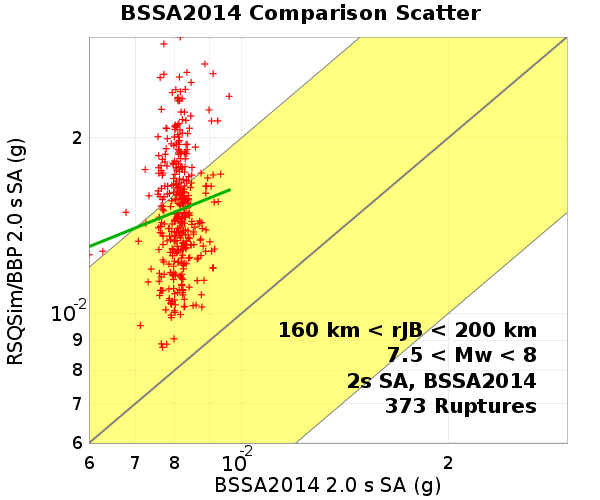 BSSA2014 Comparison Scatter
RSQSim/BBP 2.0 s SA (g)
2
10-2
9
8
7
6
160 km < rJB < 200 km
7.5 < Mw < 8
2s SA, BSSA2014
373 Ruptures
6 7 8 10-2 2
BSSA2014 2.0 s SA (g)